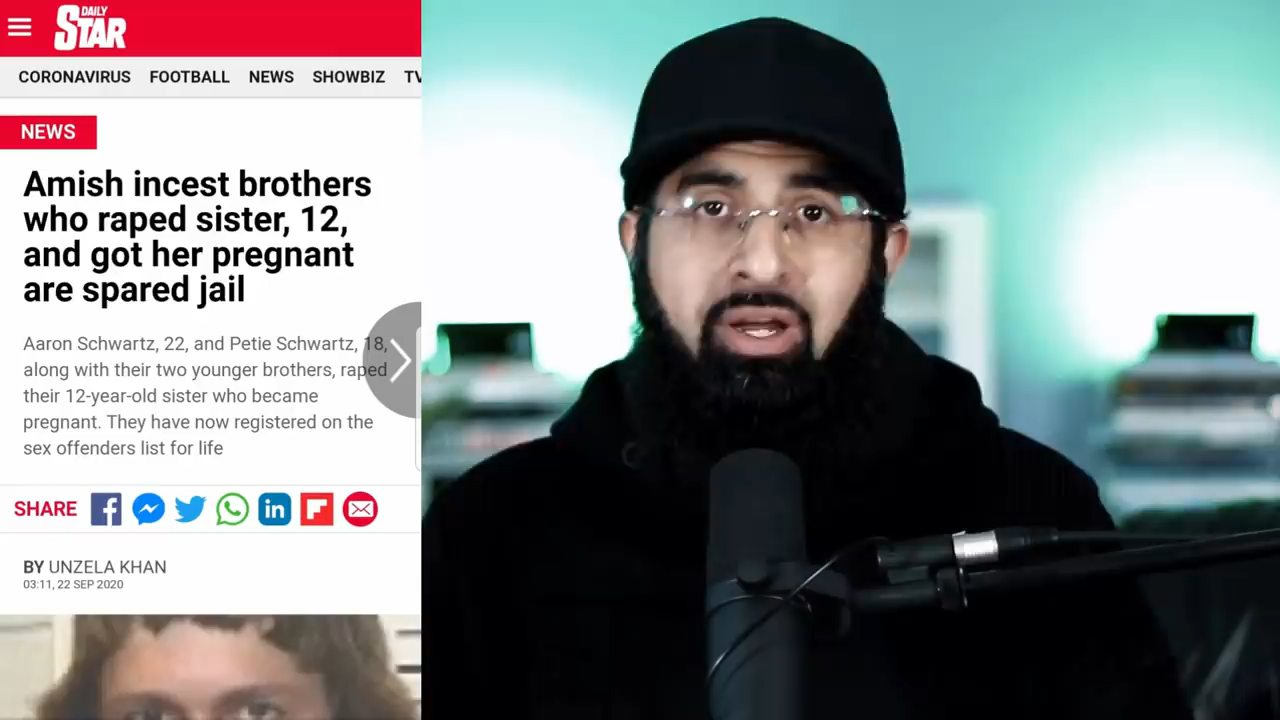 DAILY
STAR
CORONAVIRUS FOOTBALL NEWS SHOWBIZ TV
NEWS
Amish incest brothers
who raped sister, 12,
and got her pregnant
are spared jail
Aaron Schwartz, 22, and Petie Schwartz, 18,
along with their two younger brothers, raped
their 12-year-old sister who became
pregnant. They have now registered on the
sex offenders list for life
SHARE
BY UNZELA KHAN
03:11, 22 SEP 2020